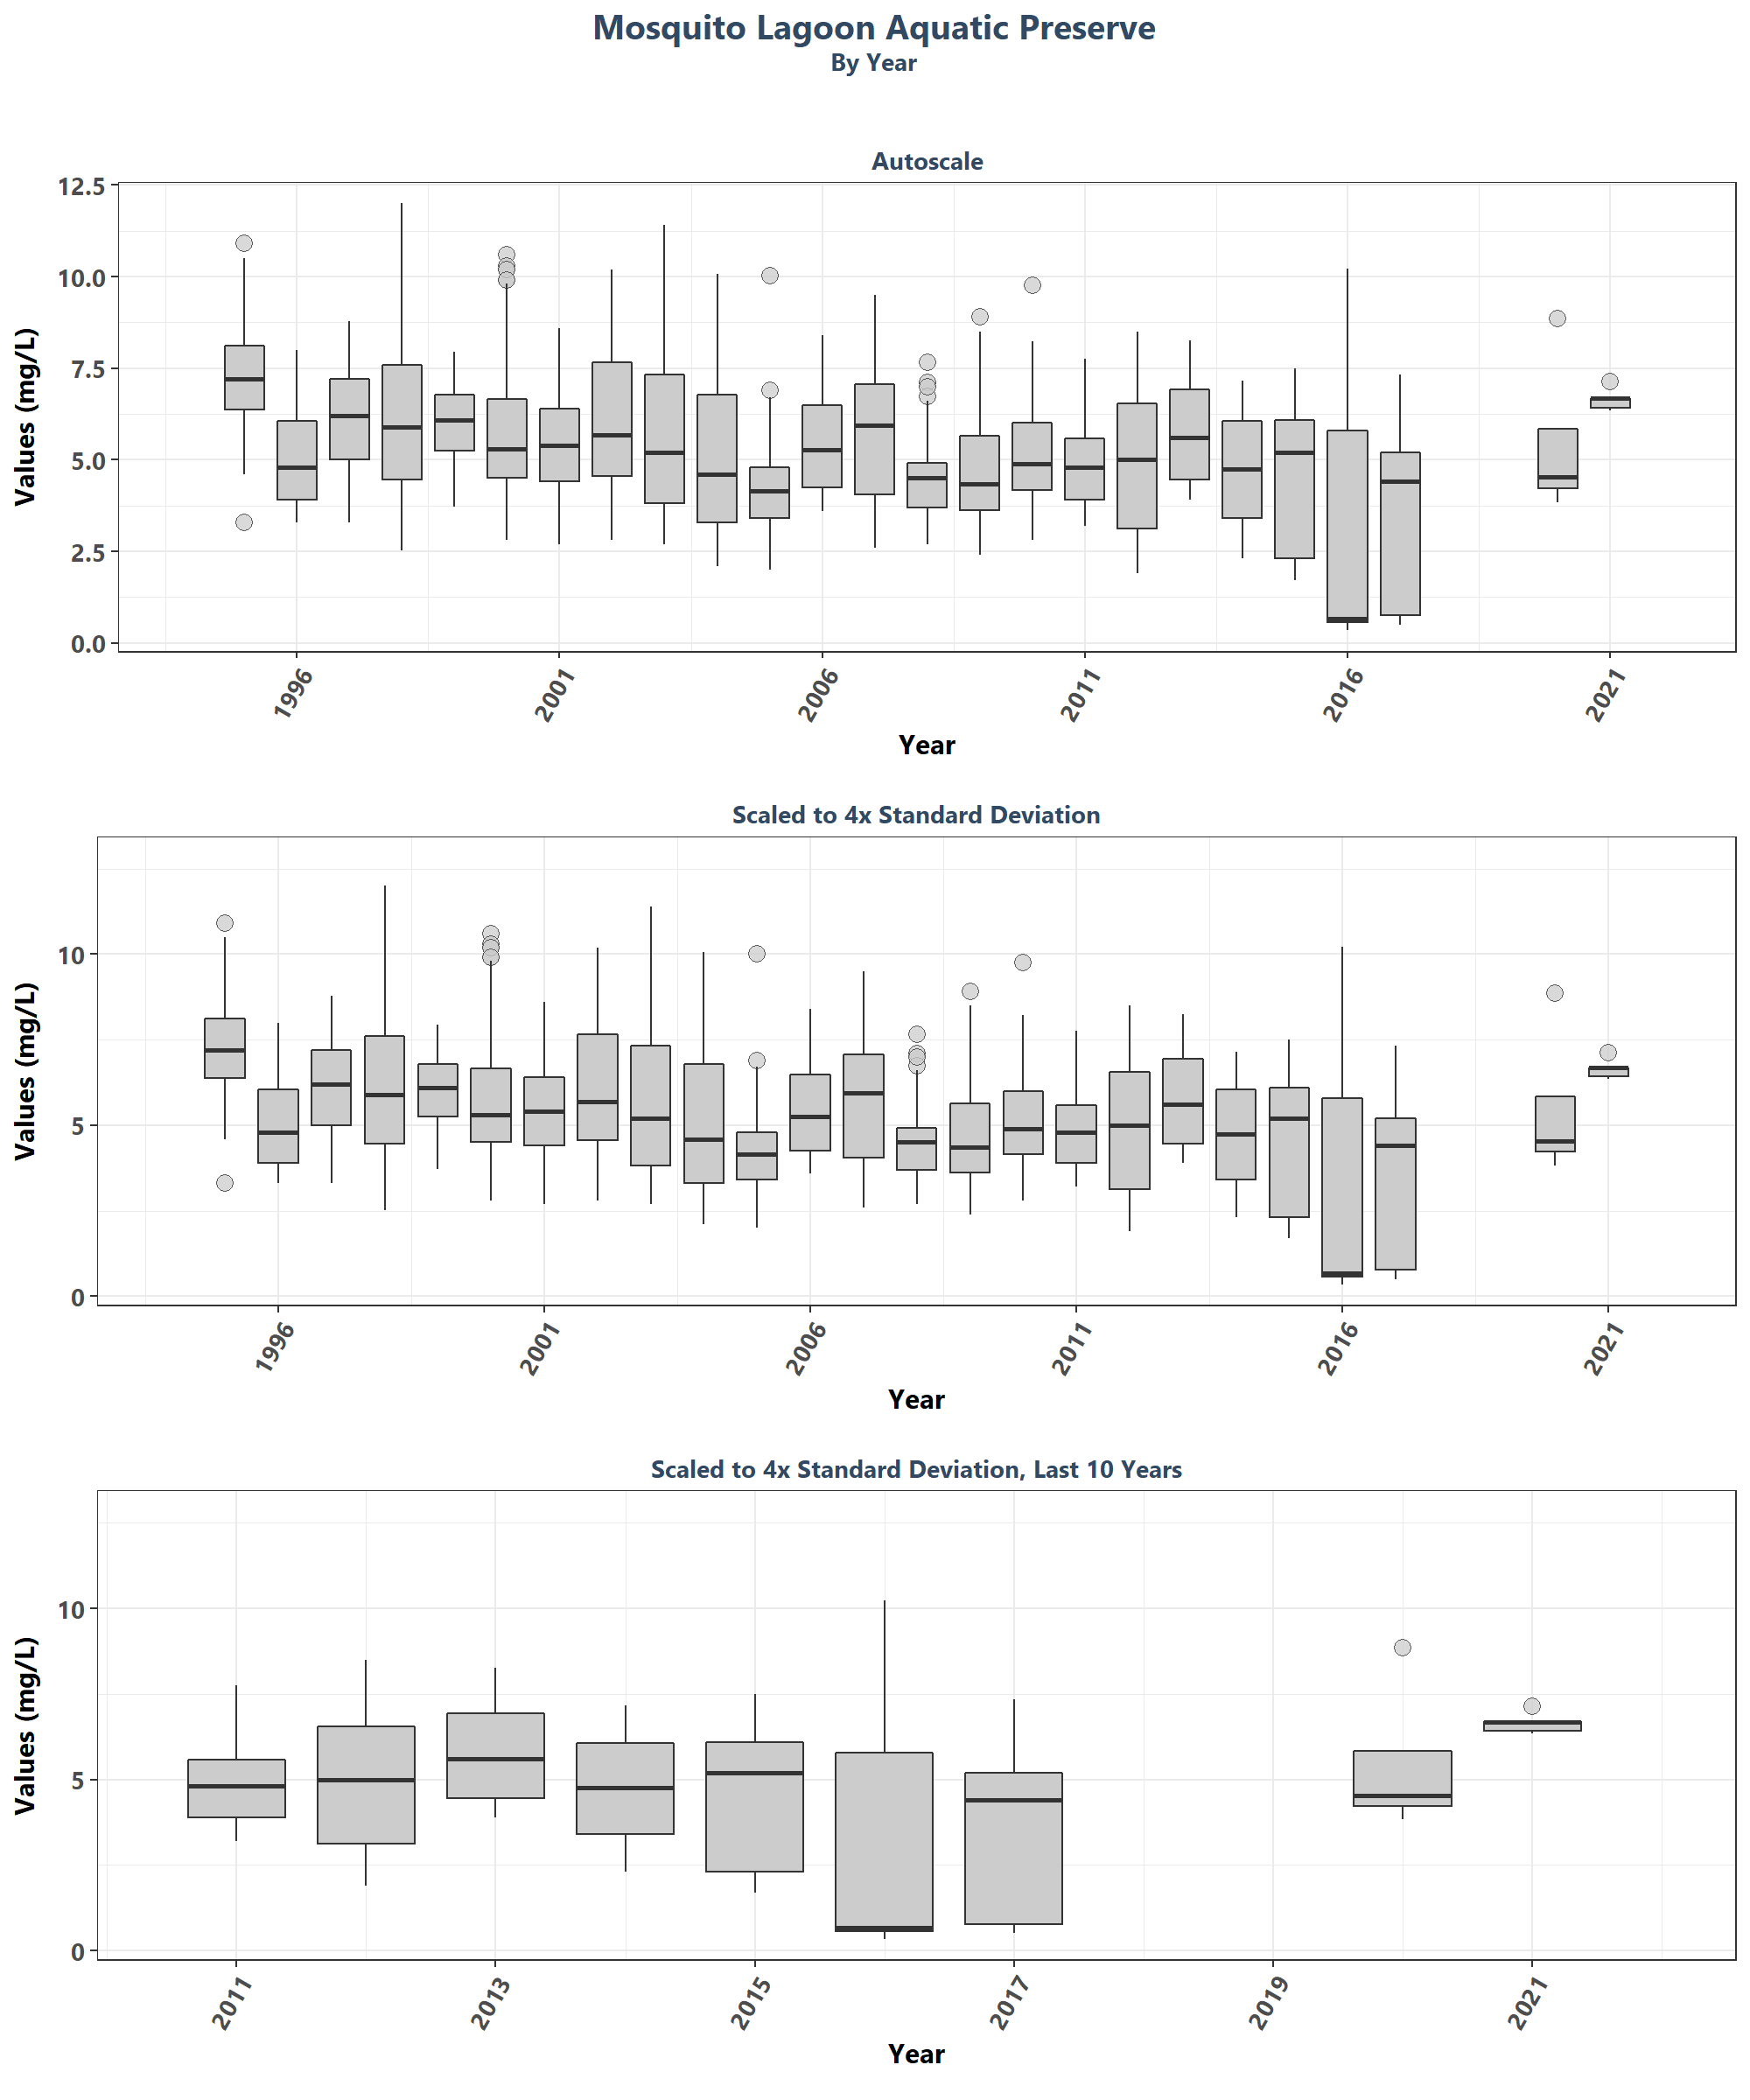 Mosquito Lagoon Aquatic Preserve
By Year
Autoscale
12.5
10.0
7.5
5.0
2.5
0.0
Values (mg/L)
1996
2001
2006
2011
2016
2021
Year
Scaled to 4x Standard Deviation
10
5
0
Values (mg/L)
1996
2001
2006
2011
2016
2021
Year
Scaled to 4x Standard Deviation, Last 10 Years
10
5
0
Values (mg/L)
2011
2013
2015
2017
2019
2021
Year